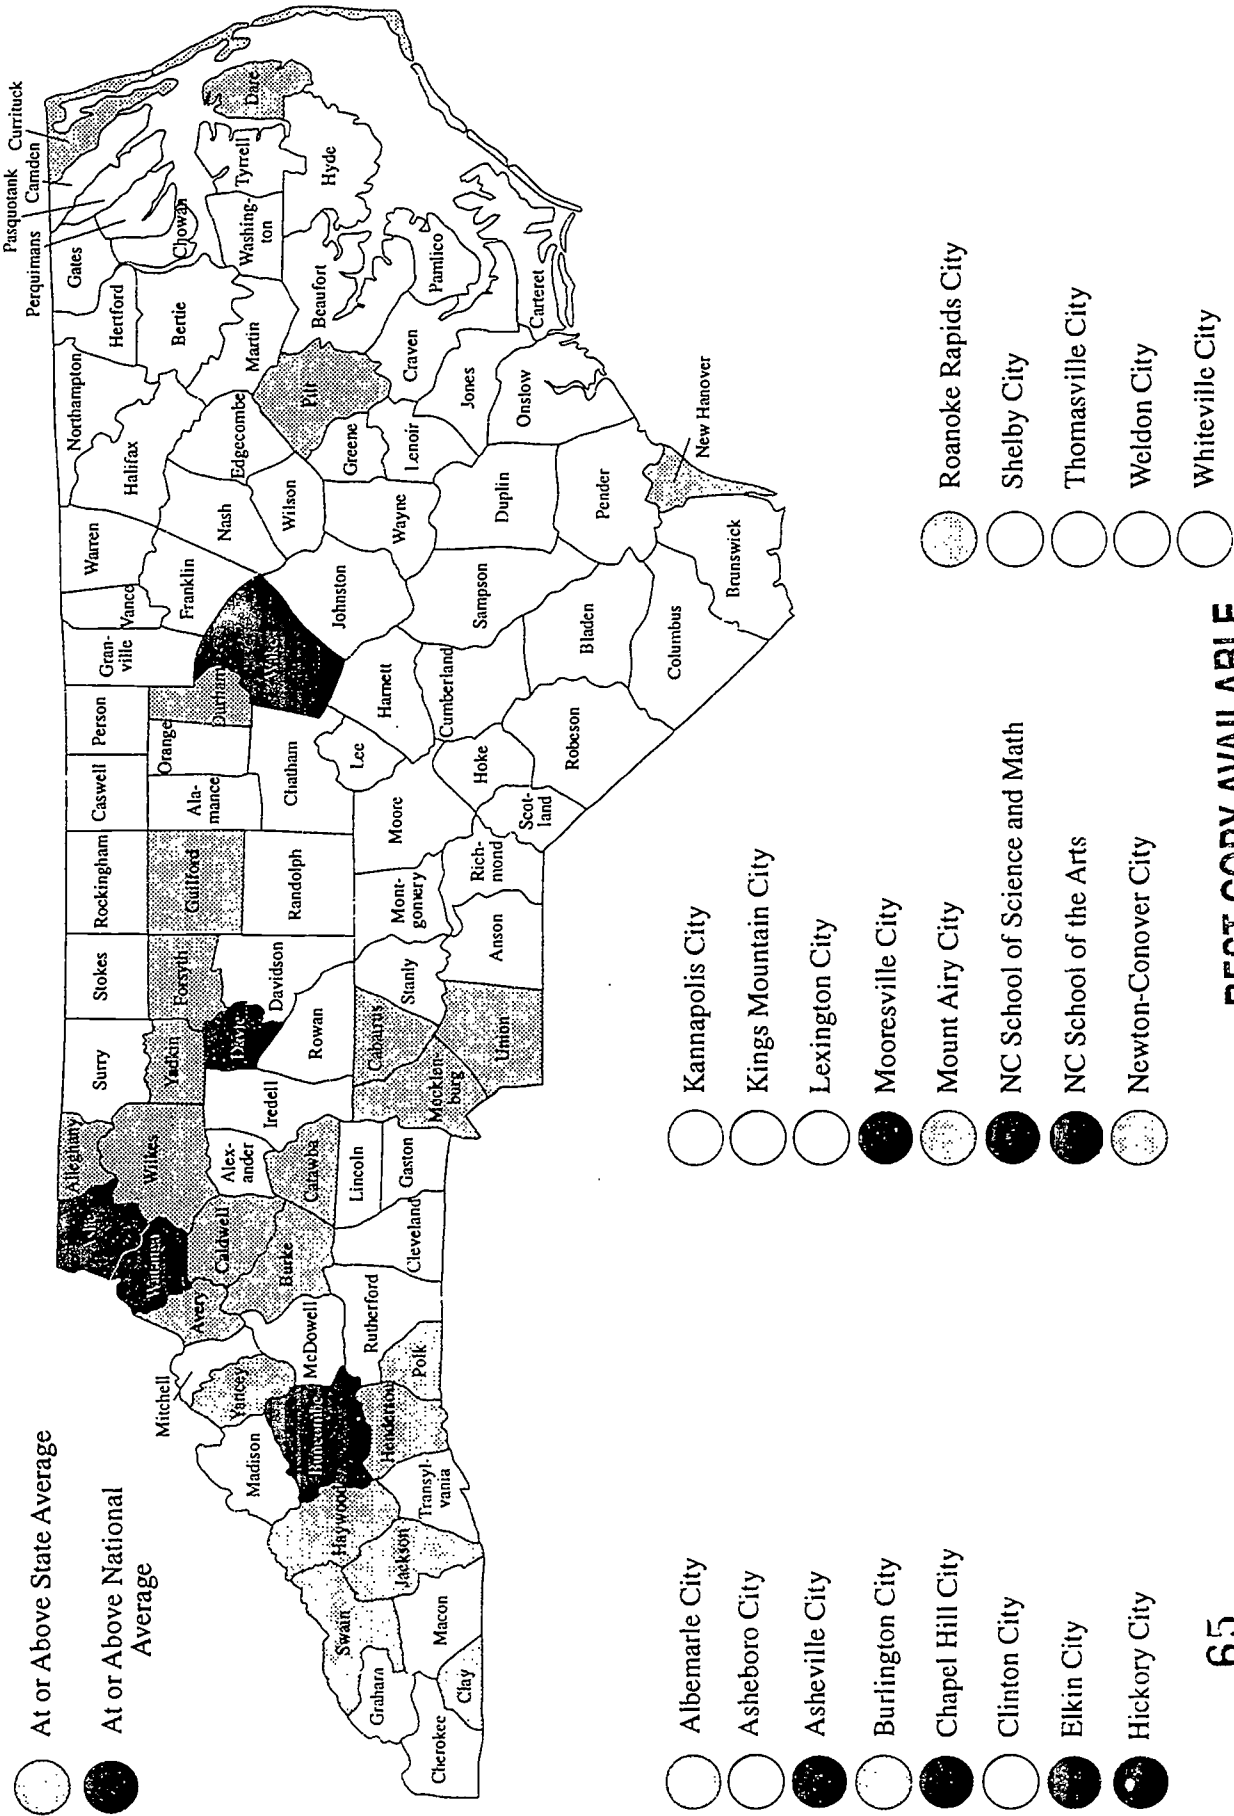 At or Above State Average
At or Above National
Average
Cherokee
Graham
Clay
Swain
Macon
Jackson
Haywood
Transyl-
vania
Madison
Buncombe
Henderson
Mitchell
Yancey
McDowell
Polk
Rutherford
Avery
Watauga
Caldwell
Burke
Cleveland
Alleghany
Wilkes
Alex-
ander
Catawba
Lincoln
Gaston
Surry
Yadkin
Iredell
Davie
Rowan
Cabarrus
Mecklen-
burg
Union
Stokes
Forsyth
Davidson
Stanly
Anson
Rockingham
Guilford
Randolph
Mont-
gomery
Rich-
mond
Caswell
Ala-
mance
Orange
Chatham
Moore
Scot-
land
Hoke
Lee
Person
Durham
Gran-
ville
Wake
Harnett
Cumberland
Robeson
Vance
Warren
Franklin
Johnston
Sampson
Bladen
Columbus
Brunswick
Northampton
Halifax
Nash
Wilson
Edgecombe
Wayne
Duplin
Pender
New Hanover
Pitt
Greene
Lenoir
Jones
Onslow
Craven
Gates
Hertford
Bertie
Martin
Beaufort
Pamlico
Carteret
Perquimans
Pasquotank
Camden
Currituck
Chowan
Washing-
ton
Tyrrell
Dare
Hyde
Albemarle City
Asheboro City
Asheville City
Burlington City
Chapel Hill City
Clinton City
Elkin City
Hickory City
Kannapolis City
Kings Mountain City
Lexington City
Mooresville City
Mount Airy City
NC School of Science and Math
NC School of the Arts
Newton-Conover City
Roanoke Rapids City
Shelby City
Thomasville City
Weldon City
Whiteville City
65
BEST COPY AVAILABLE